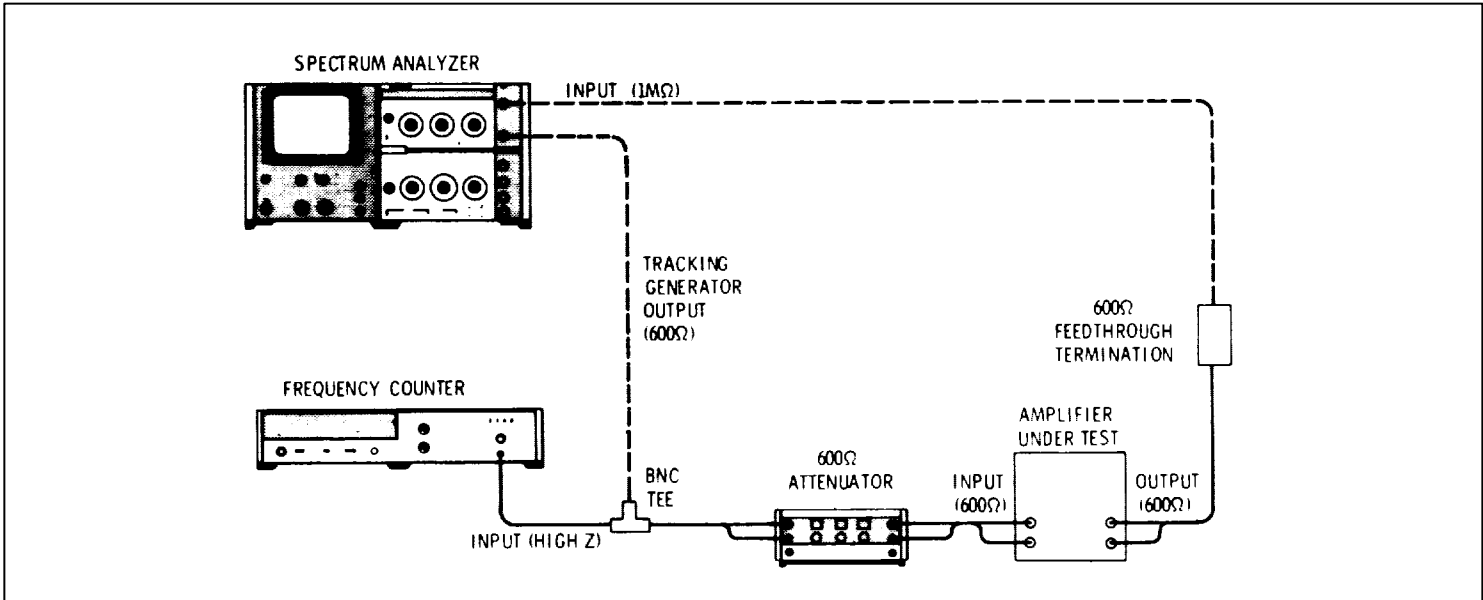 SPECTRUM ANALYZER
INPUT (1MΩ)
TRACKING
GENERATOR
OUTPUT
(600Ω)
600Ω
FEEDTHROUGH
TERMINATION
FREQUENCY COUNTER
AMPLIFIER
UNDER TEST
BNC
TEE
600Ω
ATTENUATOR
INPUT
(600Ω)
OUTPUT
(600Ω)
INPUT (HIGH Z)